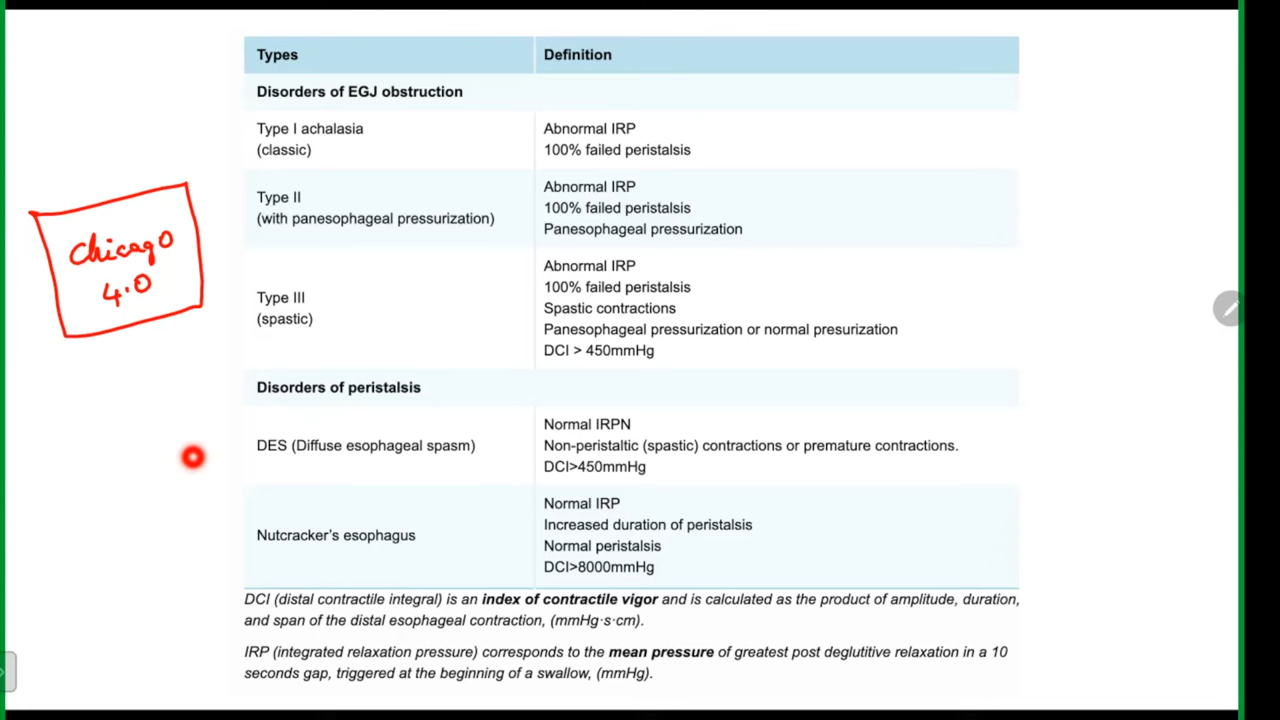 Types
Definition
Disorders of EGJ obstruction
Type I achalasia
(classic)
Abnormal IRP
100% failed peristalsis
Type II
(with panesophageal pressurization)
Abnormal IRP
100% failed peristalsis
Panesophageal pressurization
Type III
(spastic)
Abnormal IRP
100% failed peristalsis
Spastic contractions
Panesophageal pressurization or normal presurization
DCI > 450mmHg
Chicago
4.0
Disorders of peristalsis
DES (Diffuse esophageal spasm)
Normal IRPN
Non-peristaltic (spastic) contractions or premature contractions.
DCI>450mmHg
Nutcracker’s esophagus
Normal IRP
Increased duration of peristalsis
Normal peristalsis
DCI>8000mmHg
DCI (distal contractile integral) is an index of contractile vigor and is calculated as the product of amplitude, duration,
and span of the distal esophageal contraction, (mmHg·s·cm).
IRP (integrated relaxation pressure) corresponds to the mean pressure of greatest post deglutitive relaxation in a 10
seconds gap, triggered at the beginning of a swallow, (mmHg).